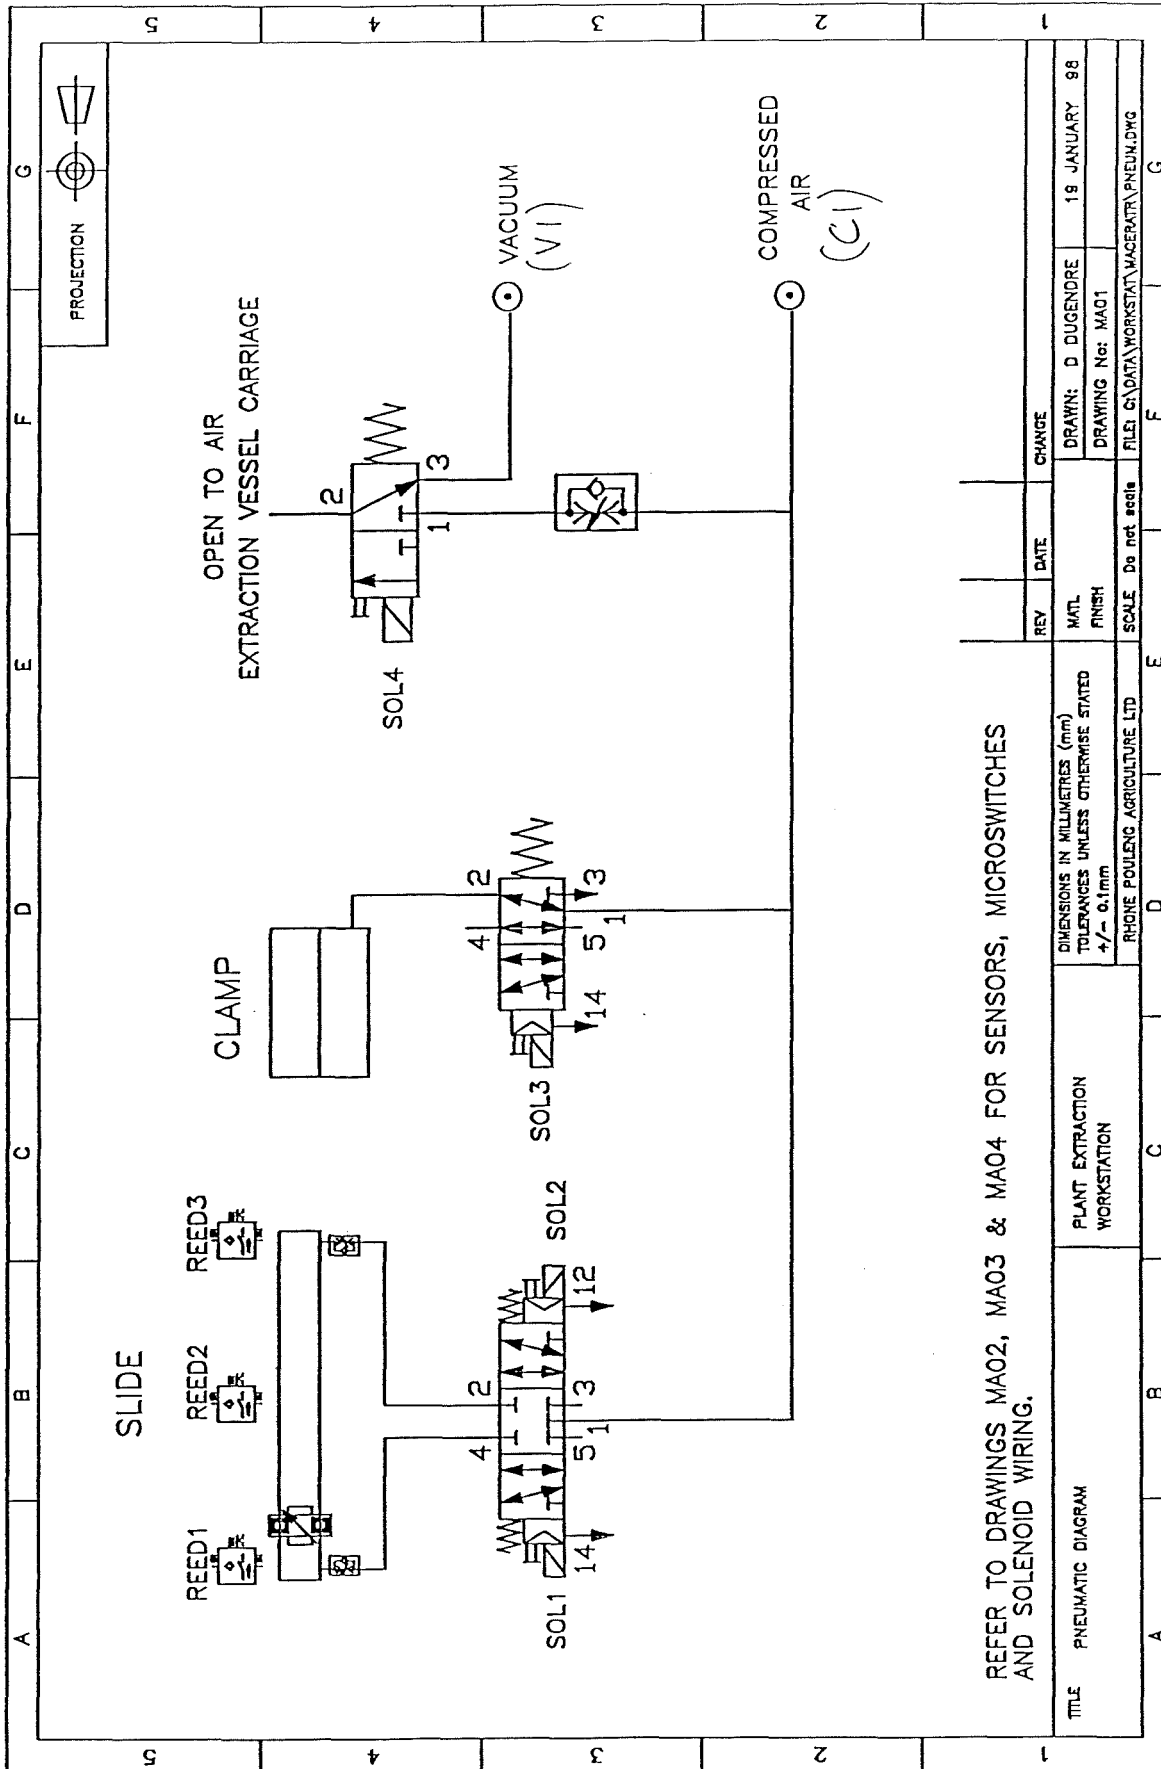 A
B
C
D
E
F
G
5
4
3
2
1
5
4
3
2
1
PROJECTION
SLIDE
REED1
REED2
REED3
CLAMP
OPEN TO AIR
EXTRACTION VESSEL CARRIAGE
SOL1
14
4
2
5
1
3
12
SOL2
SOL3
14
4
2
5
1
3
SOL4
2
1
3
VACUUM
(V1)
COMPRESSED
AIR
(C1)
REFER TO DRAWINGS MA02, MA03 & MA04 FOR SENSORS, MICROSWITCHES
AND SOLENOID WIRING.
REV DATE CHANGE
TITLE PNEUMATIC DIAGRAM
PLANT EXTRACTION
WORKSTATION
DIMENSIONS IN MILLIMETRES (mm)
TOLERANCES UNLESS OTHERWISE STATED
+/- 0.1mm
RHONE POULENC AGRICULTURE LTD
MATL
FINISH
SCALE Do not scale
DRAWN: D DUGENDRE 19 JANUARY 98
DRAWING No: MA01
FILE: G:\DATA\WORKSTAT\MACERATR\PNEUM.DWG
A
B
C
D
E
F
G